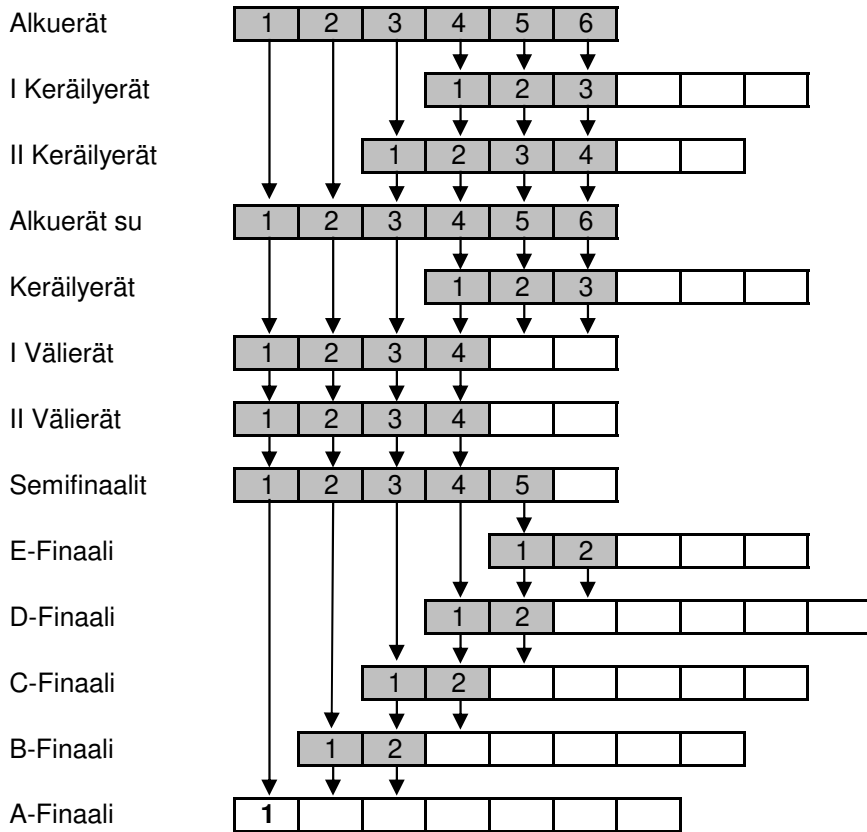 Alkuerät 1 2 3 4 5 6
I Keräilyerät 1 2 3
II Keräilyerät 1 2 3 4
Alkuerät su 1 2 3 4 5 6
Keräilyerät 1 2 3
I Välierät 1 2 3 4
II Välierät 1 2 3 4
Semifinaalit 1 2 3 4 5
E-Finaali 1 2
D-Finaali 1 2
C-Finaali 1 2
B-Finaali 1 2
A-Finaali 1